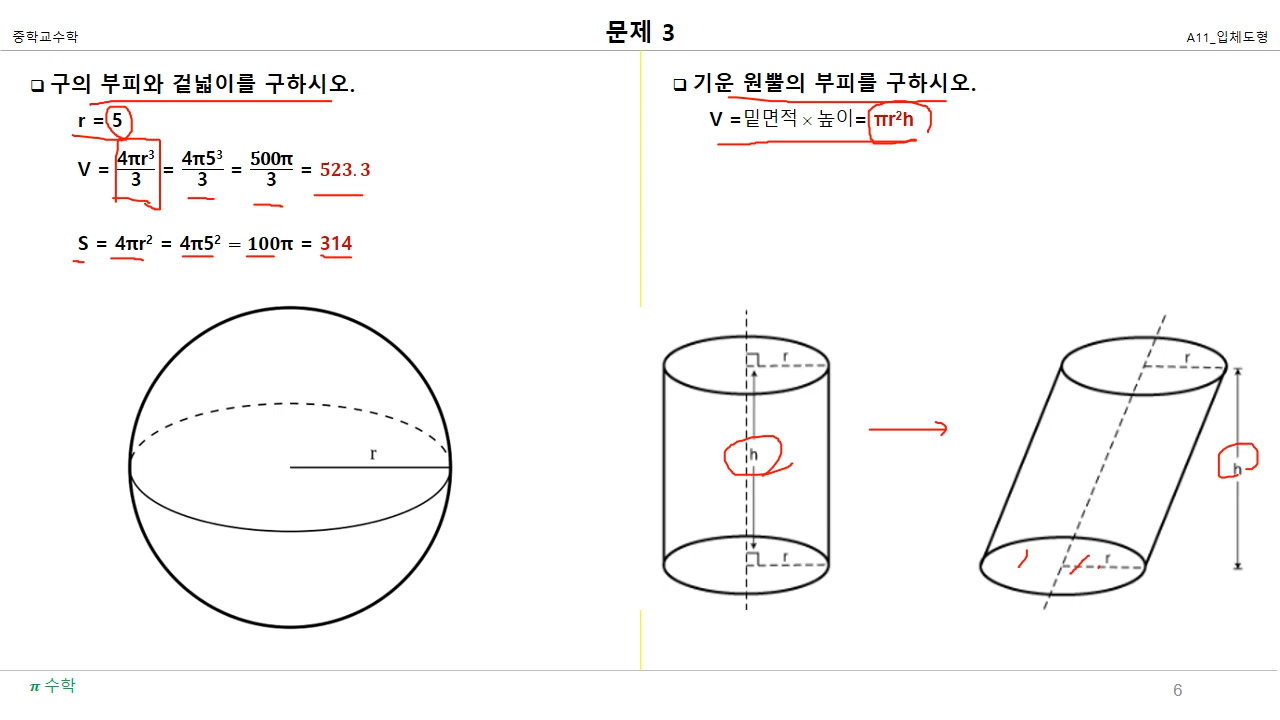 중학교수학
문제 3
A11_입체도형
❑ 구의 부피와 겉넓이를 구하시오.
r = 5
V = 4πr³/3 = 4π5³/3 = 500π/3 = 523.3
S = 4πr² = 4π5² = 100π = 314
r
❑ 기운 원뿔의 부피를 구하시오.
V =밑면적×높이= πr²h
r
h
r
r
h
r
π 수학
6